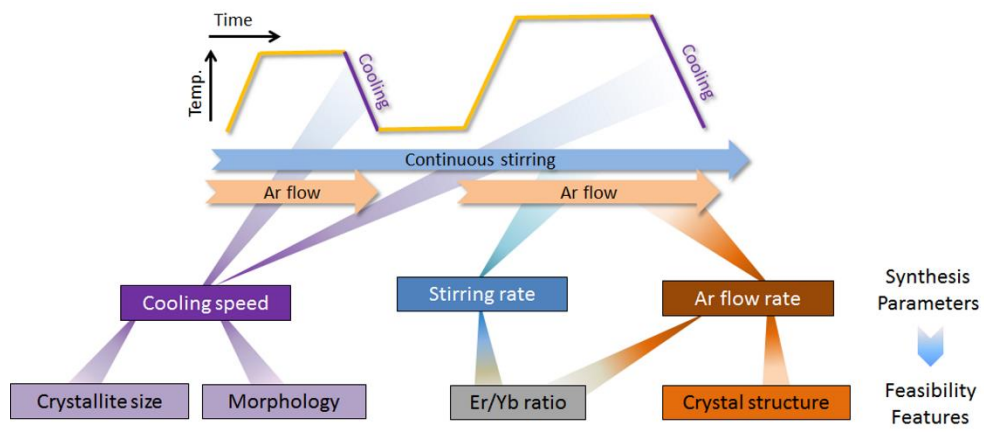 Time
Temp.
Cooling
Cooling
Continuous stirring
Ar flow
Ar flow
Cooling speed
Stirring rate
Ar flow rate
Synthesis
Parameters
Crystallite size
Morphology
Er/Yb ratio
Crystal structure
Feasibility
Features